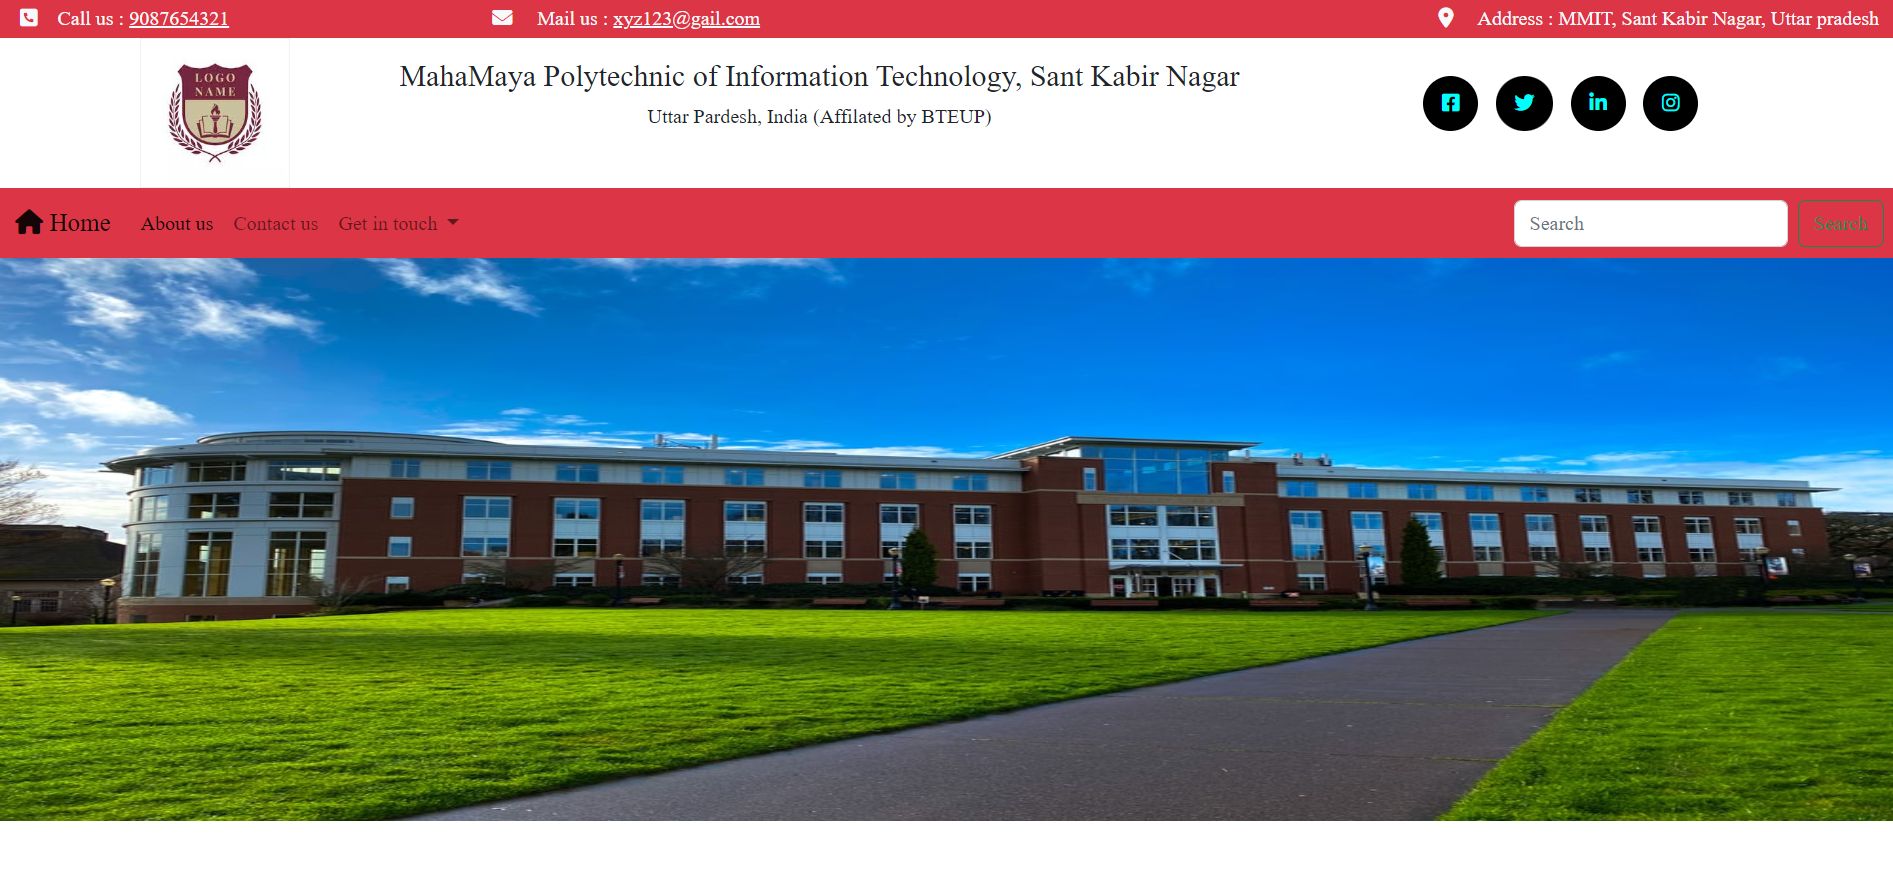 Call us : 9087654321
Mail us : xyz123@gail.com
Address : MMIT, Sant Kabir Nagar, Uttar pradesh
LOGO
NAME
MahaMaya Polytechnic of Information Technology, Sant Kabir Nagar
Uttar Pardesh, India (Affilated by BTEUP)
Home About us Contact us Get in touch
Search
Search